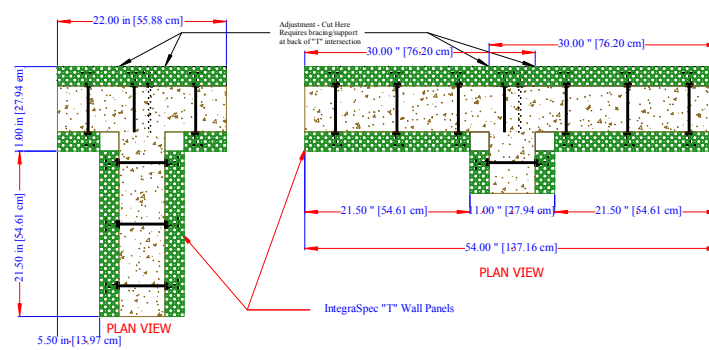 22.00 in [55.88 cm]
Adjustment - Cut Here
Requires bracing/support
at back of "T" intersection
30.00 " [76.20 cm]
30.00 " [76.20 cm]
11.00 in [27.94 cm]
21.50 in [54.61 cm]
5.50 in [13.97 cm]
PLAN VIEW
21.50 " [54.61 cm]
11.00 " [27.94 cm]
21.50 " [54.61 cm]
54.00 " [137.16 cm]
PLAN VIEW
IntegraSpec "T" Wall Panels